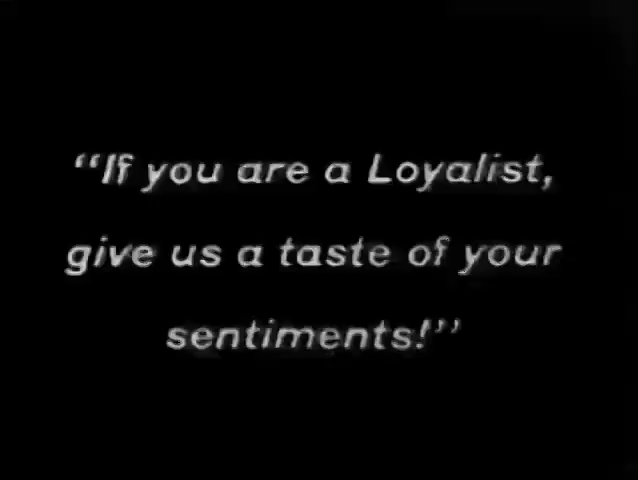 "If you are a Loyalist,
give us a taste of your
sentiments!"